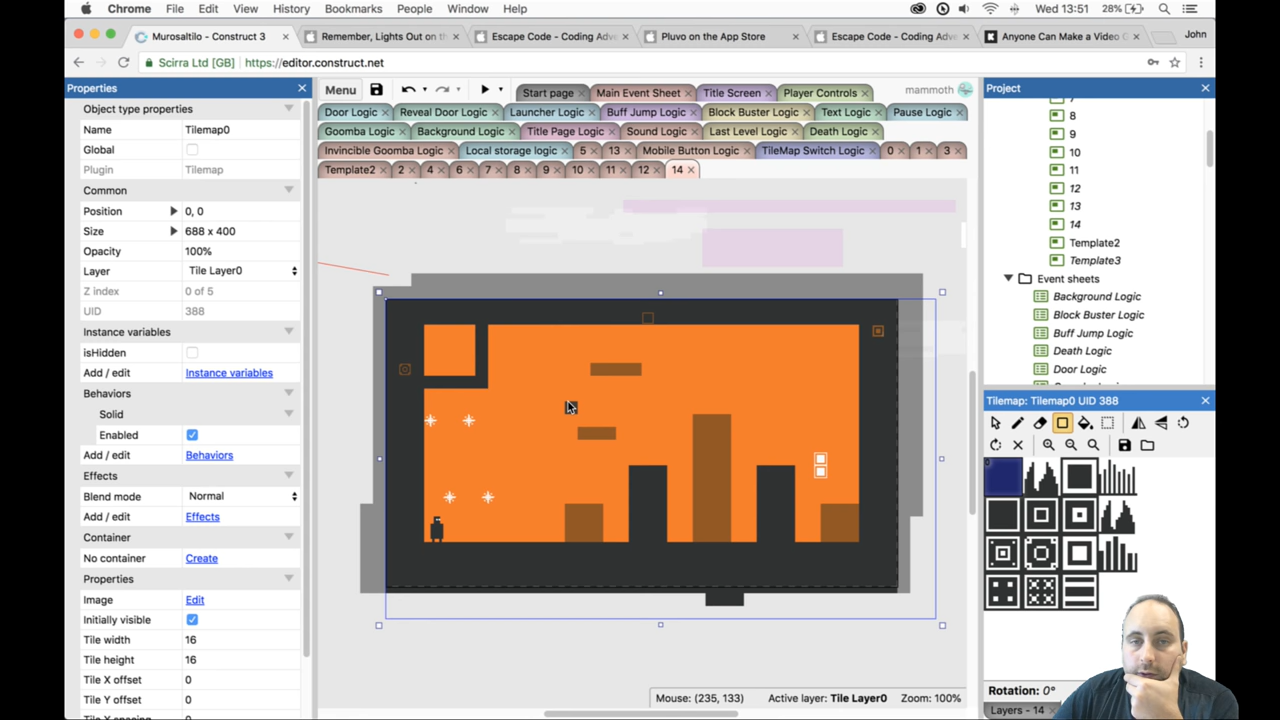 Chrome File Edit View History Bookmarks People Window Help Wed 13:51 28%
Murosaltilo - Construct 3 Remember, Lights Out on th Escape Code - Coding Adve Pluvo on the App Store Escape Code - Coding Adve Anyone Can Make a Video G John
Scirra Ltd [GB] https://editor.construct.net
Properties
Object type properties
Name Tilemap0
Global
Plugin Tilemap
Common
Position 0, 0
Size 688 x 400
Opacity 100%
Layer Tile Layer0
Z index 0 of 5
UID 388
Instance variables
isHidden
Add / edit Instance variables
Behaviors
Solid
Enabled
Add / edit Behaviors
Effects
Blend mode Normal
Add / edit Effects
Container
No container Create
Properties
Image Edit
Initially visible
Tile width 16
Tile height 16
Tile X offset 0
Tile Y offset 0
Tile X spacing
Menu Start page Main Event Sheet Title Screen Player Controls mammoth
Door Logic Reveal Door Logic Launcher Logic Buff Jump Logic Block Buster Logic Text Logic Pause Logic
Goomba Logic Background Logic Title Page Logic Sound Logic Last Level Logic Death Logic
Invincible Goomba Logic Local storage logic 5 13 Mobile Button Logic TileMap Switch Logic 0 1 3
Template2 2 4 6 7 8 9 10 11 12 14
Mouse: (235, 133) Active layer: Tile Layer0 Zoom: 100%
Project
7
8
9
10
11
12
13
14
Template2
Template3
Event sheets
Background Logic
Block Buster Logic
Buff Jump Logic
Death Logic
Door Logic
Tilemap: Tilemap0 UID 388
Rotation: 0°
Layers - 14